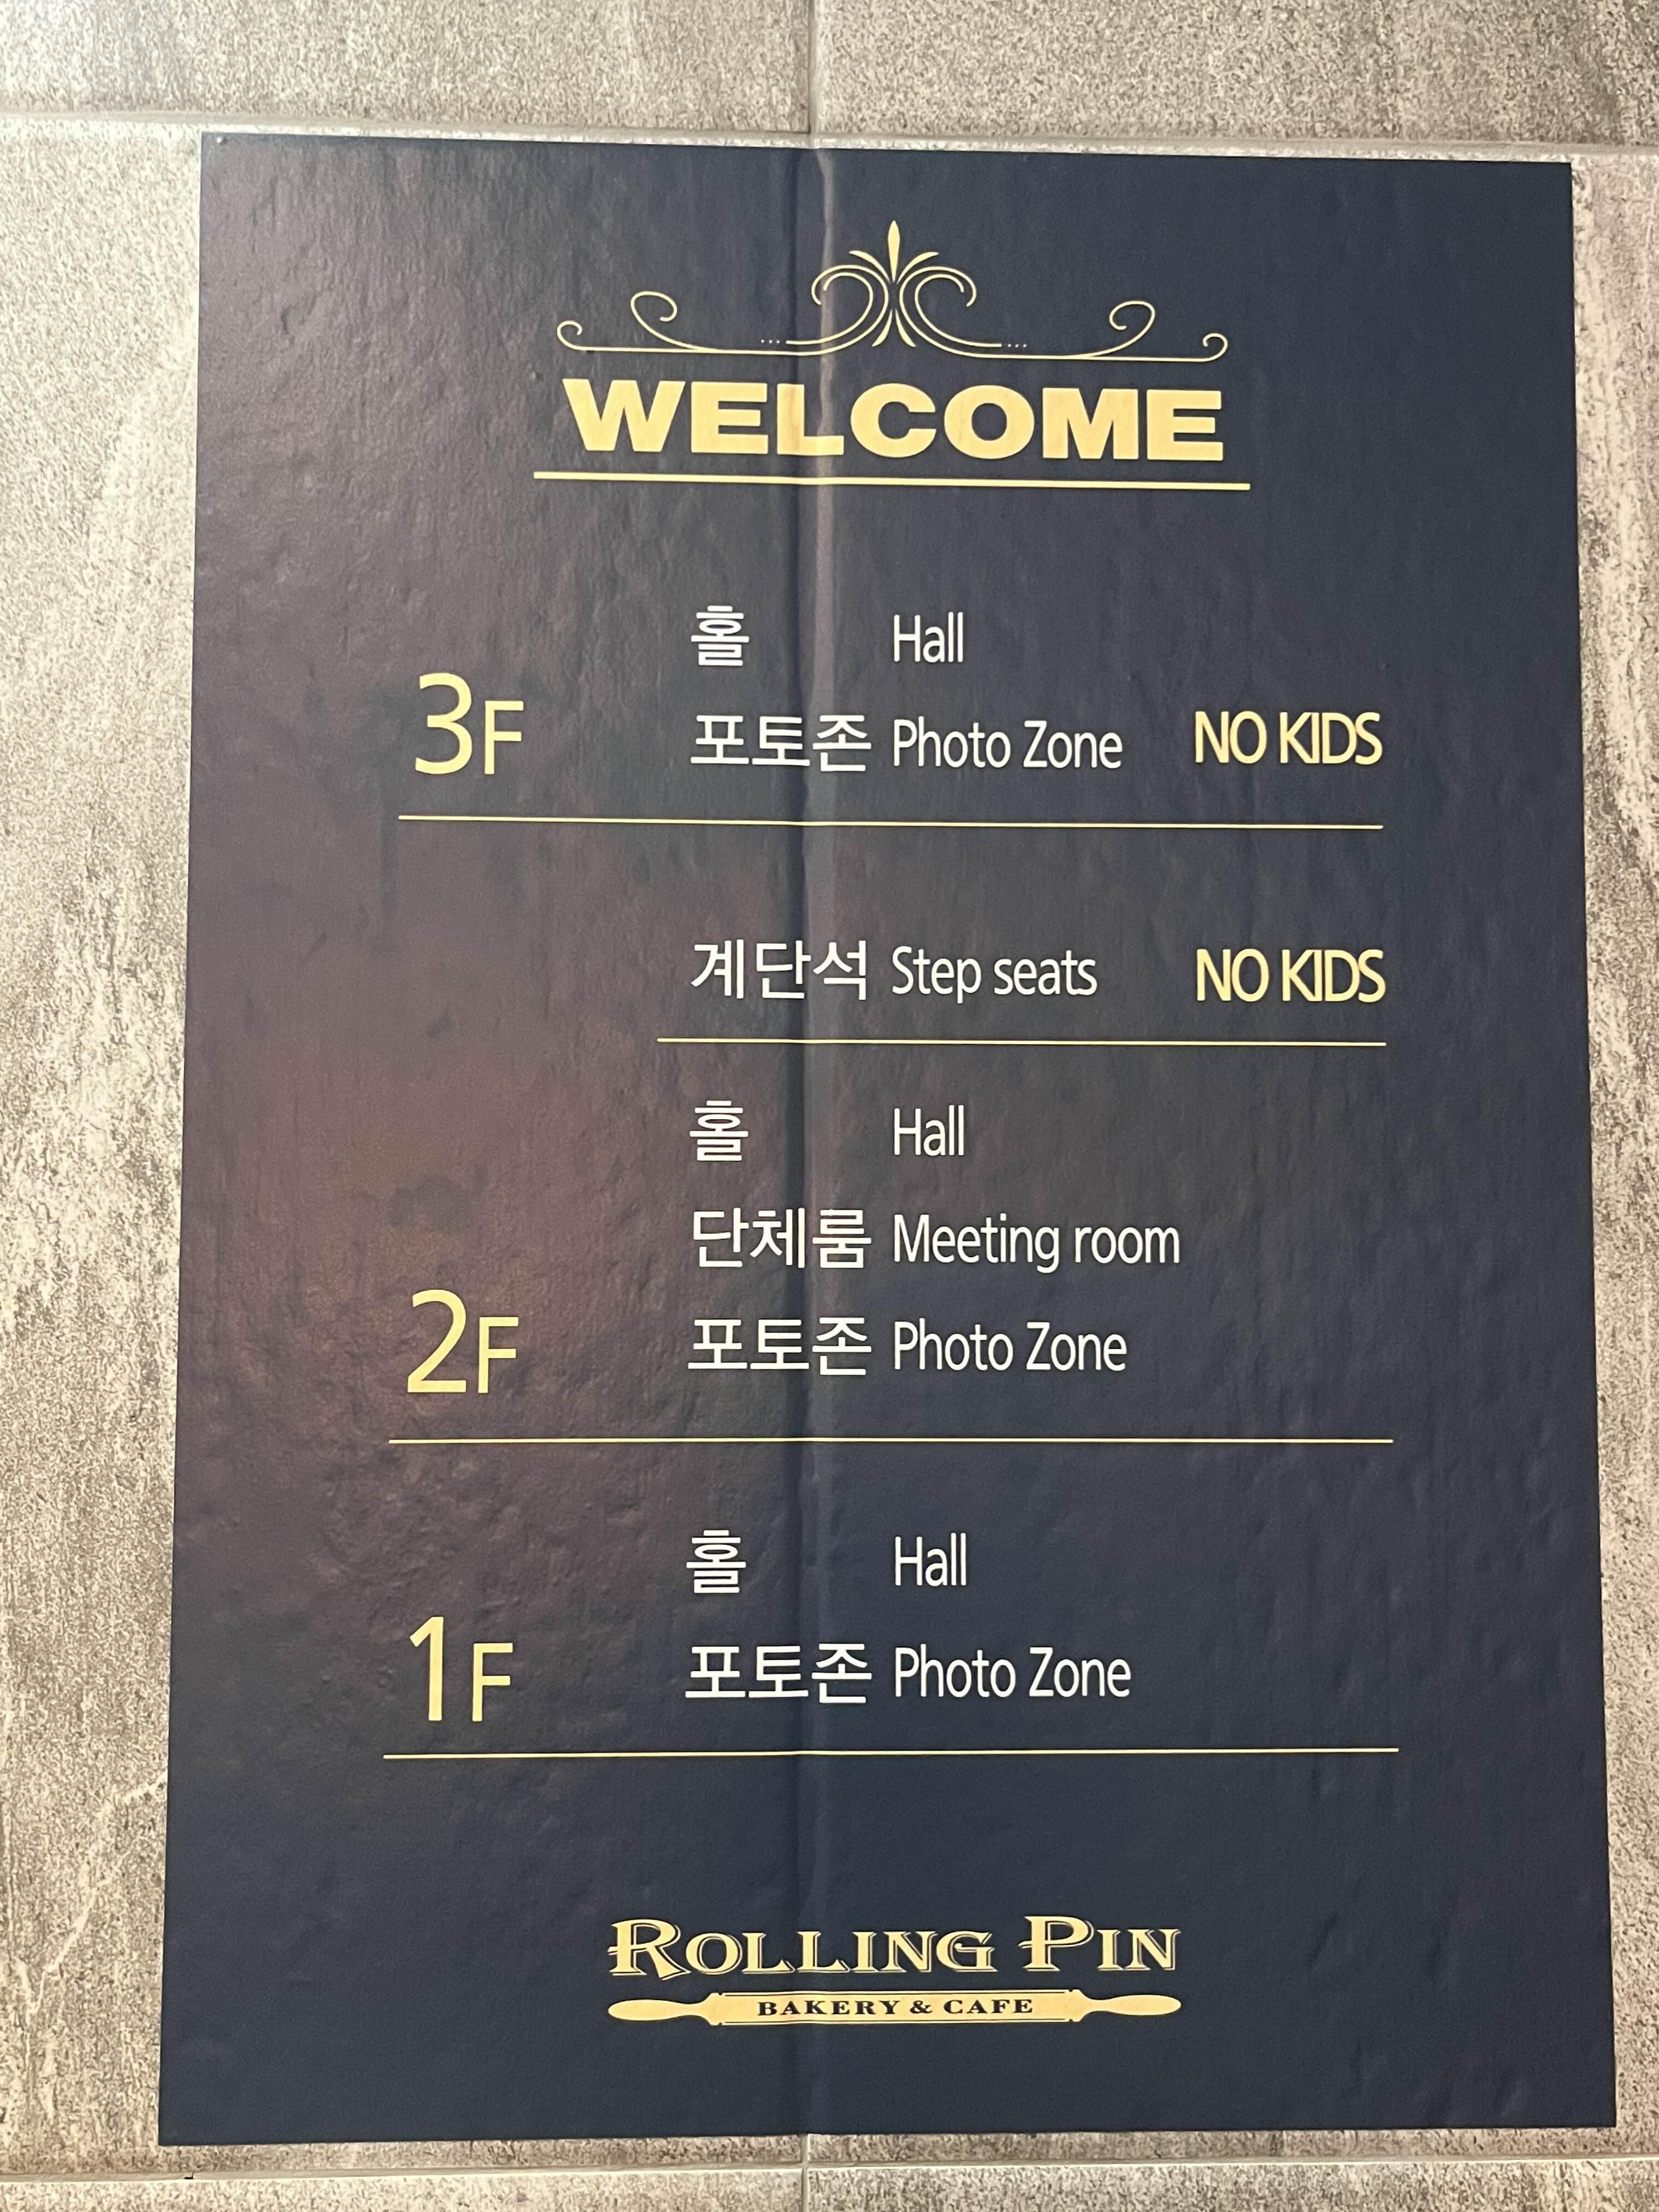 WELCOME
홀 Hall
3F 포토존 Photo Zone NO KIDS
계단석 Step seats NO KIDS
홀 Hall
단체룸 Meeting room
2F 포토존 Photo Zone
홀 Hall
1F 포토존 Photo Zone
ROLLING PIN
BAKERY & CAFE